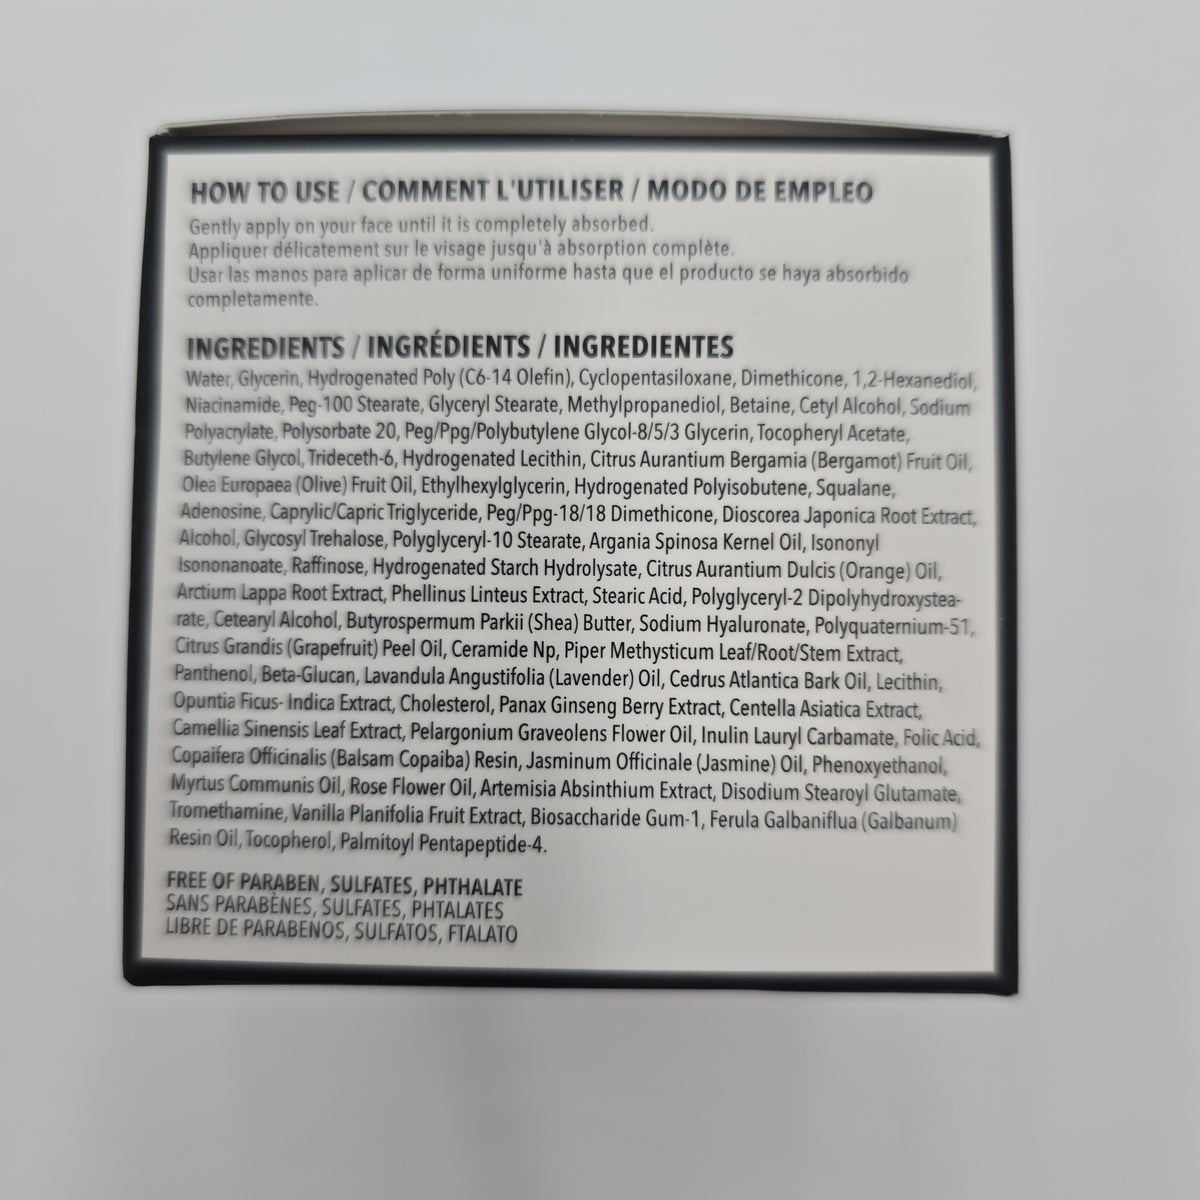 HOW TO USE / COMMENT L'UTILISER / MODO DE EMPLEO
Gently apply on your face until it is completely absorbed.
Appliquer délicatement sur le visage jusqu'à absorption complète.
Usar las manos para aplicar de forma uniforme hasta que el producto se haya absorbido
completamente.
INGREDIENTS / INGRÉDIENTS / INGREDIENTES
Water, Glycerin, Hydrogenated Poly (C6-14 Olefin), Cyclopentasiloxane, Dimethicone, 1,2-Hexanediol,
Niacinamide, Peg-100 Stearate, Glyceryl Stearate, Methylpropanediol, Betaine, Cetyl Alcohol, Sodium
Polyacrylate, Polysorbate 20, Peg/Ppg/Polybutylene Glycol-8/5/3 Glycerin, Tocopheryl Acetate,
Butylene Glycol, Trideceth-6, Hydrogenated Lecithin, Citrus Aurantium Bergamia (Bergamot) Fruit Oil,
Olea Europaea (Olive) Fruit Oil, Ethylhexylglycerin, Hydrogenated Polyisobutene, Squalane,
Adenosine, Caprylic/Capric Triglyceride, Peg/Ppg-18/18 Dimethicone, Dioscorea Japonica Root Extract,
Alcohol, Glycosyl Trehalose, Polyglyceryl-10 Stearate, Argania Spinosa Kernel Oil, Isononyl
Isononanoate, Raffinose, Hydrogenated Starch Hydrolysate, Citrus Aurantium Dulcis (Orange) Oil,
Arctium Lappa Root Extract, Phellinus Linteus Extract, Stearic Acid, Polyglyceryl-2 Dipolyhydroxystea-
rate, Cetearyl Alcohol, Butyrospermum Parkii (Shea) Butter, Sodium Hyaluronate, Polyquaternium-51,
Citrus Grandis (Grapefruit) Peel Oil, Ceramide Np, Piper Methysticum Leaf/Root/Stem Extract,
Panthenol, Beta-Glucan, Lavandula Angustifolia (Lavender) Oil, Cedrus Atlantica Bark Oil, Lecithin,
Opuntia Ficus- Indica Extract, Cholesterol, Panax Ginseng Berry Extract, Centella Asiatica Extract,
Camellia Sinensis Leaf Extract, Pelargonium Graveolens Flower Oil, Inulin Lauryl Carbamate, Folic Acid,
Copaifera Officinalis (Balsam Copaiba) Resin, Jasminum Officinale (Jasmine) Oil, Phenoxyethanol,
Myrtus Communis Oil, Rose Flower Oil, Artemisia Absinthium Extract, Disodium Stearoyl Glutamate,
Tromethamine, Vanilla Planifolia Fruit Extract, Biosaccharide Gum-1, Ferula Galbaniflua (Galbanum)
Resin Oil, Tocopherol, Palmitoyl Pentapeptide-4.
FREE OF PARABEN, SULFATES, PHTHALATE
SANS PARABÈNES, SULFATES, PHTALATES
LIBRE DE PARABENOS, SULFATOS, FTALATO